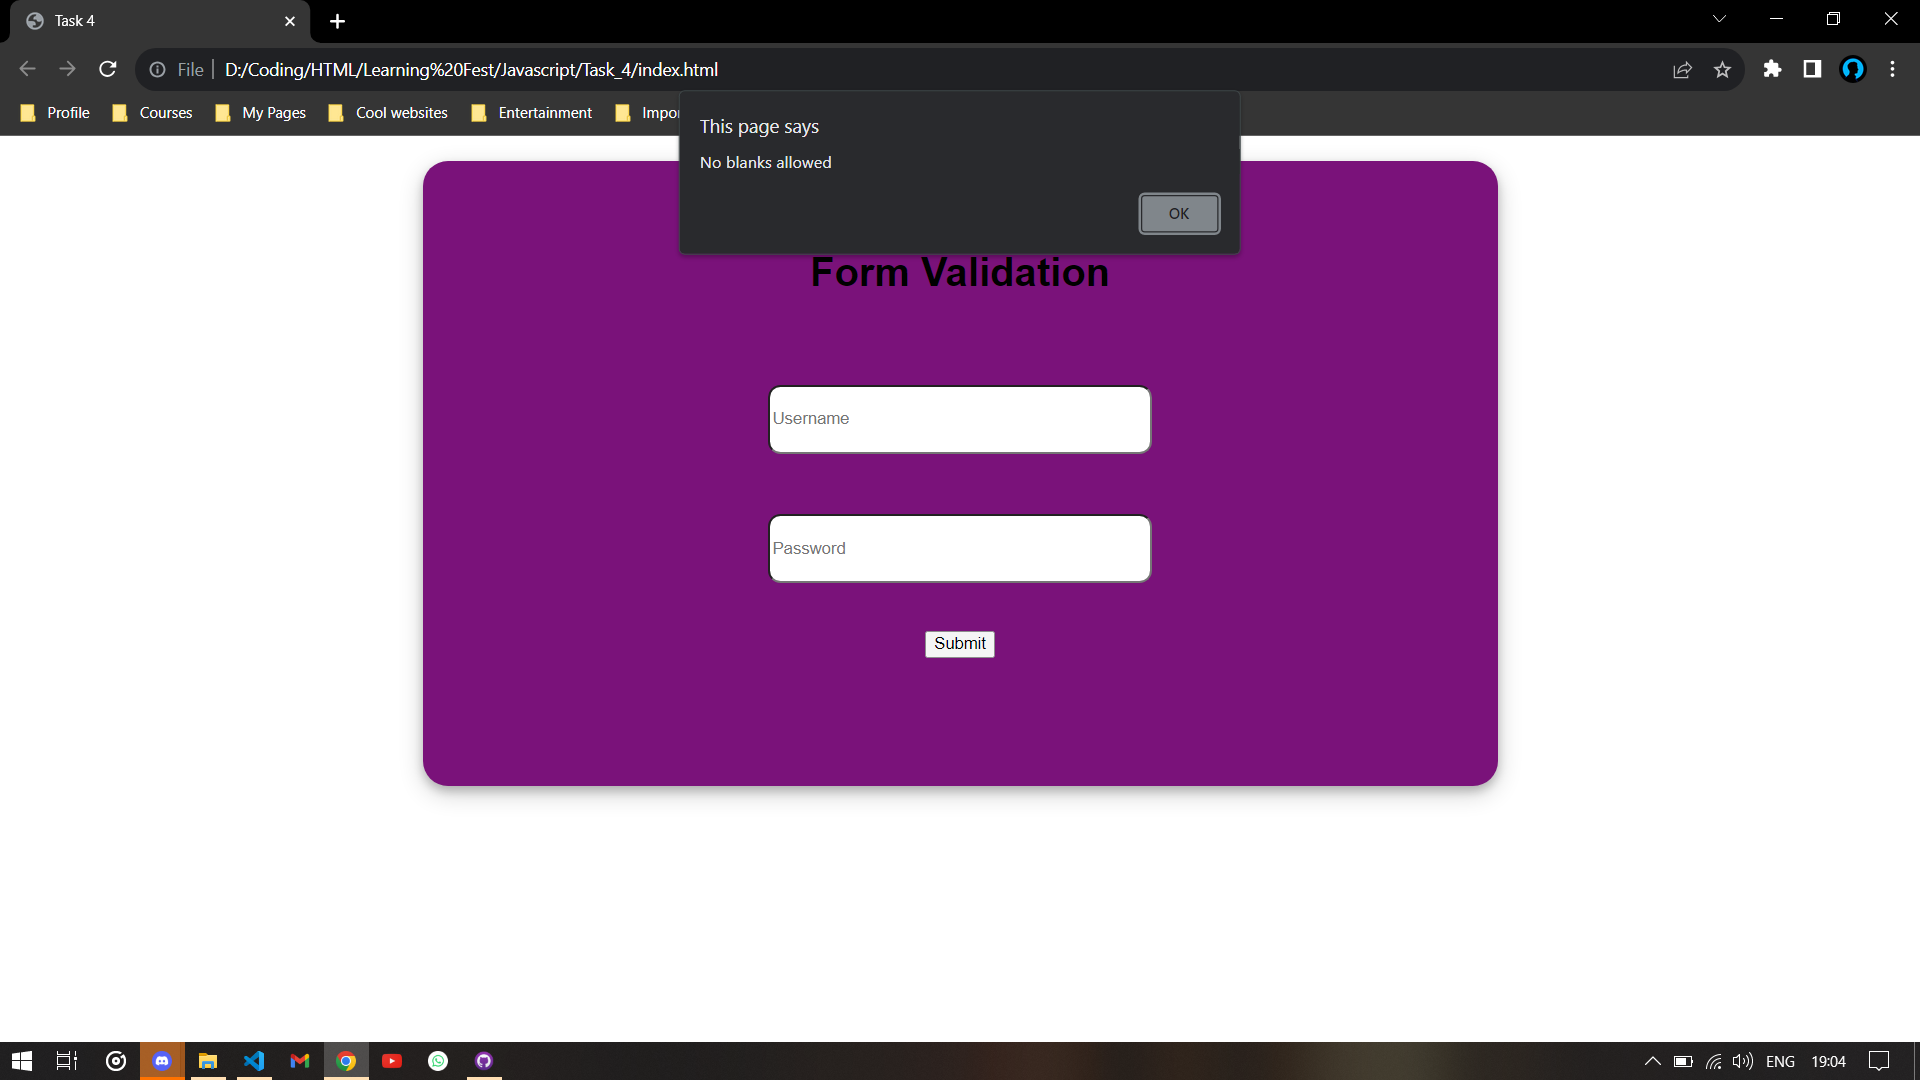 Task 4
File D:/Coding/HTML/Learning%20Fest/Javascript/Task_4/index.html
Profile Courses My Pages Cool websites Entertainment Impo
This page says
No blanks allowed
OK
Form Validation
Username
Password
Submit
ENG 19:04